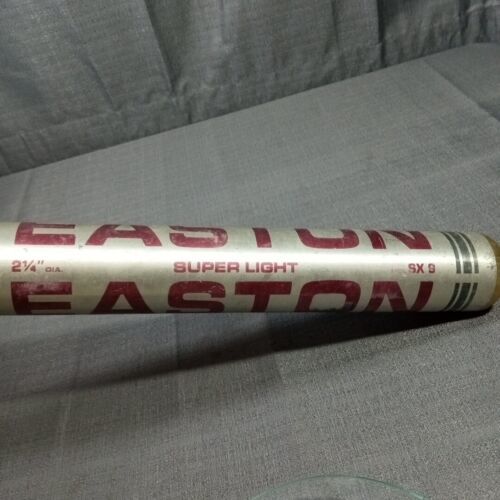 EASTON
2¼" DIA. SUPER LIGHT SX 9
EASTON